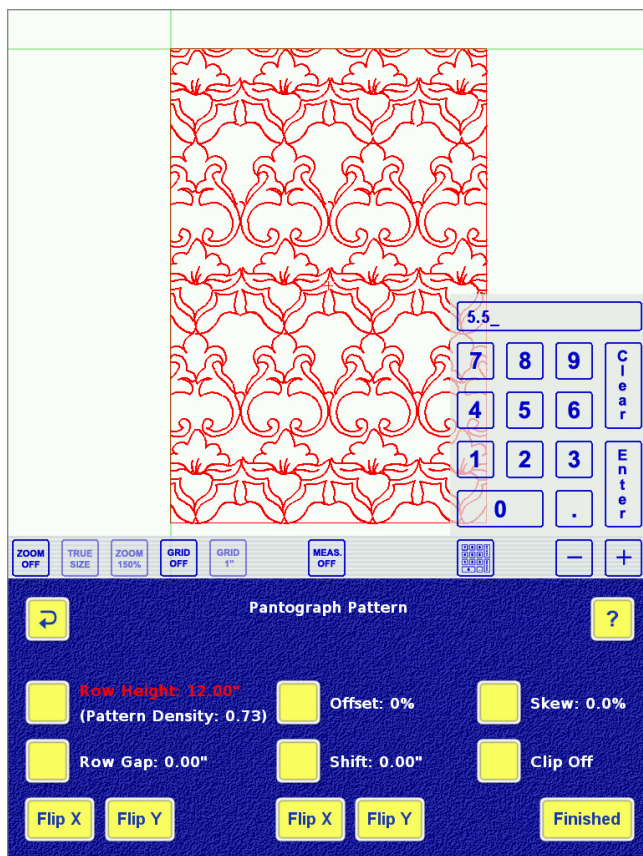 5.5_
7 8 9 Clear
4 5 6
1 2 3 Enter
0 .
ZOOM OFF
TRUE SIZE
ZOOM 150%
GRID OFF
GRID 1"
MEAS. OFF
− +
Pantograph Pattern
?
Row Height: 12.00"
(Pattern Density: 0.73)
Offset: 0%
Skew: 0.0%
Row Gap: 0.00"
Shift: 0.00"
Clip Off
Flip X
Flip Y
Flip X
Flip Y
Finished